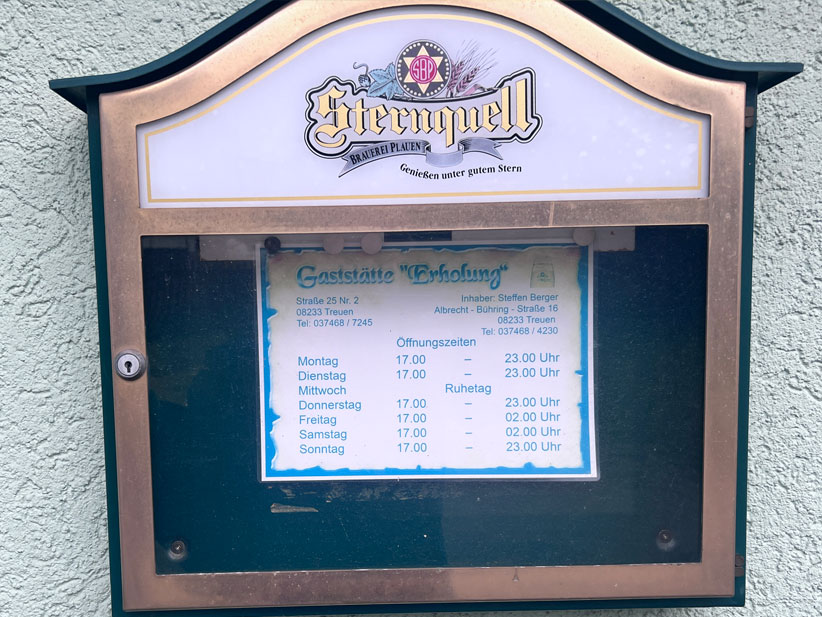 SBP
Sternquell
BRAUEREI PLAUEN
Genießen unter gutem Stern
Gaststätte "Erholung"
Straße 25 Nr. 2
08233 Treuen
Tel: 037468 / 7245
Inhaber: Steffen Berger
Albrecht - Bühring - Straße 16
08233 Treuen
Tel: 037468 / 4230
Öffnungszeiten
Montag 17.00 – 23.00 Uhr
Dienstag 17.00 – 23.00 Uhr
Mittwoch Ruhetag
Donnerstag 17.00 – 23.00 Uhr
Freitag 17.00 – 02.00 Uhr
Samstag 17.00 – 02.00 Uhr
Sonntag 17.00 – 23.00 Uhr